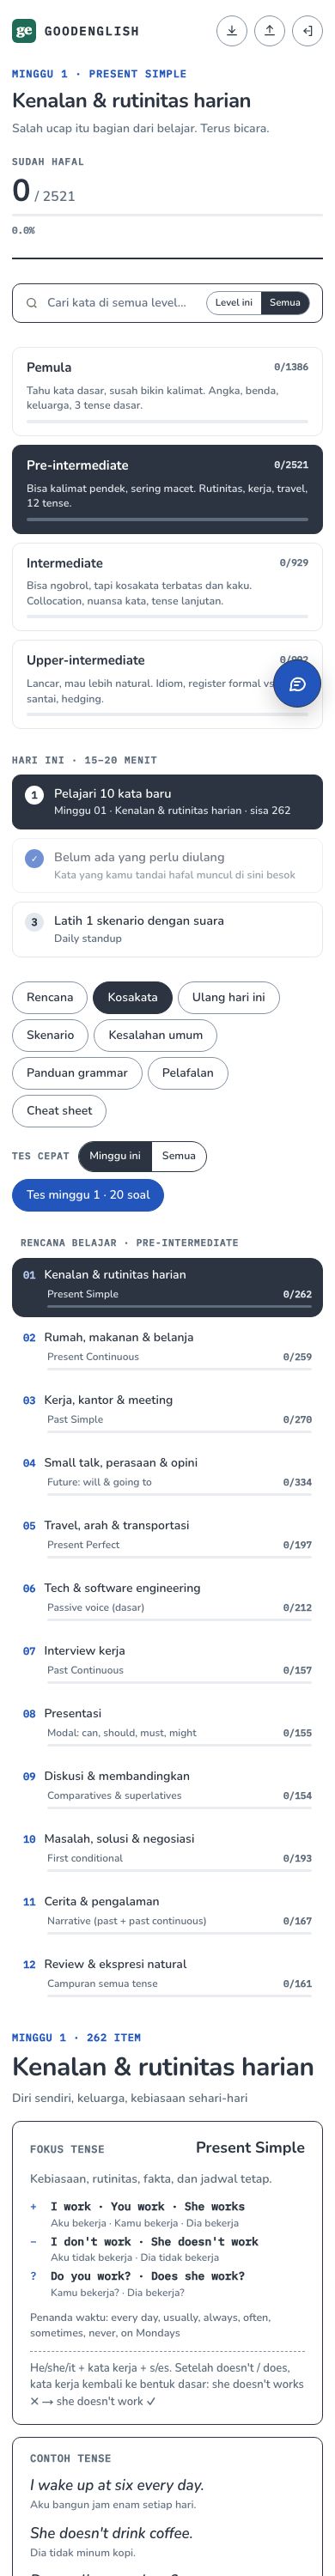 ge GOODENGLISH
MINGGU 1 · PRESENT SIMPLE
Kenalan & rutinitas harian
Salah ucap itu bagian dari belajar. Terus bicara.
SUDAH HAFAL
0 / 2521
0.0%
Cari kata di semua level... Level ini Semua
Pemula 0/1386
Tahu kata dasar, susah bikin kalimat. Angka, benda,
keluarga, 3 tense dasar.
Pre-intermediate 0/2521
Bisa kalimat pendek, sering macet. Rutinitas, kerja, travel,
12 tense.
Intermediate 0/929
Bisa ngobrol, tapi kosakata terbatas dan kaku.
Collocation, nuansa kata, tense lanjutan.
Upper-intermediate
Lancar, mau lebih natural. Idiom, register formal vs
santai, hedging.
HARI INI · 15–20 MENIT
1 Pelajari 10 kata baru
Minggu 01 · Kenalan & rutinitas harian · sisa 262
✓ Belum ada yang perlu diulang
Kata yang kamu tandai hafal muncul di sini besok
3 Latih 1 skenario dengan suara
Daily standup
Rencana Kosakata Ulang hari ini
Skenario Kesalahan umum
Panduan grammar Pelafalan
Cheat sheet
TES CEPAT Minggu ini Semua
Tes minggu 1 · 20 soal
RENCANA BELAJAR · PRE-INTERMEDIATE
01 Kenalan & rutinitas harian
Present Simple 0/262
02 Rumah, makanan & belanja
Present Continuous 0/259
03 Kerja, kantor & meeting
Past Simple 0/270
04 Small talk, perasaan & opini
Future: will & going to 0/334
05 Travel, arah & transportasi
Present Perfect 0/197
06 Tech & software engineering
Passive voice (dasar) 0/212
07 Interview kerja
Past Continuous 0/157
08 Presentasi
Modal: can, should, must, might 0/155
09 Diskusi & membandingkan
Comparatives & superlatives 0/154
10 Masalah, solusi & negosiasi
First conditional 0/193
11 Cerita & pengalaman
Narrative (past + past continuous) 0/167
12 Review & ekspresi natural
Campuran semua tense 0/161
MINGGU 1 · 262 ITEM
Kenalan & rutinitas harian
Diri sendiri, keluarga, kebiasaan sehari-hari
FOKUS TENSE Present Simple
Kebiasaan, rutinitas, fakta, dan jadwal tetap.
+ I work · You work · She works
Aku bekerja · Kamu bekerja · Dia bekerja
− I don't work · She doesn't work
Aku tidak bekerja · Dia tidak bekerja
? Do you work? · Does she work?
Kamu bekerja? · Dia bekerja?
Penanda waktu: every day, usually, always, often,
sometimes, never, on Mondays
He/she/it + kata kerja + s/es. Setelah doesn't / does,
kata kerja kembali ke bentuk dasar: she doesn't works
✕ → she doesn't work ✓
CONTOH TENSE
I wake up at six every day.
Aku bangun jam enam setiap hari.
She doesn't drink coffee.
Dia tidak minum kopi.